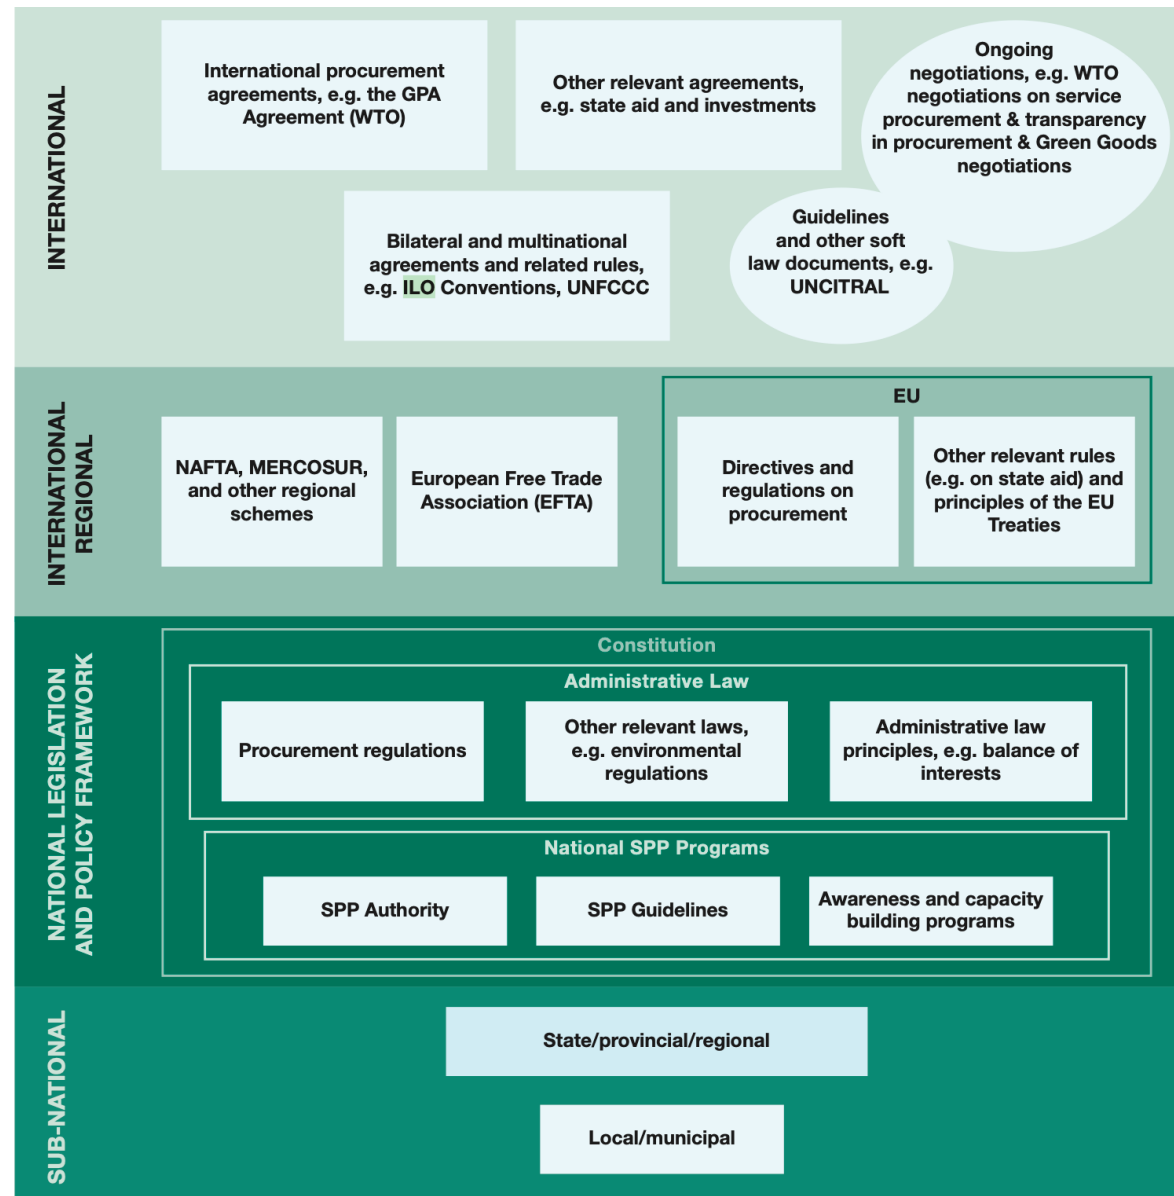 INTERNATIONAL
International procurement
agreements, e.g. the GPA
Agreement (WTO)
Other relevant agreements,
e.g. state aid and investments
Ongoing
negotiations, e.g. WTO
negotiations on service
procurement & transparency
in procurement & Green Goods
negotiations
Bilateral and multinational
agreements and related rules,
e.g. ILO Conventions, UNFCCC
Guidelines
and other soft
law documents, e.g.
UNCITRAL
INTERNATIONAL
REGIONAL
NAFTA, MERCOSUR,
and other regional
schemes
European Free Trade
Association (EFTA)
EU
Directives and
regulations on
procurement
Other relevant rules
(e.g. on state aid) and
principles of the EU
Treaties
NATIONAL LEGISLATION
AND POLICY FRAMEWORK
Constitution
Administrative Law
Procurement regulations
Other relevant laws,
e.g. environmental
regulations
Administrative law
principles, e.g. balance of
interests
National SPP Programs
SPP Authority
SPP Guidelines
Awareness and capacity
building programs
SUB-NATIONAL
State/provincial/regional
Local/municipal